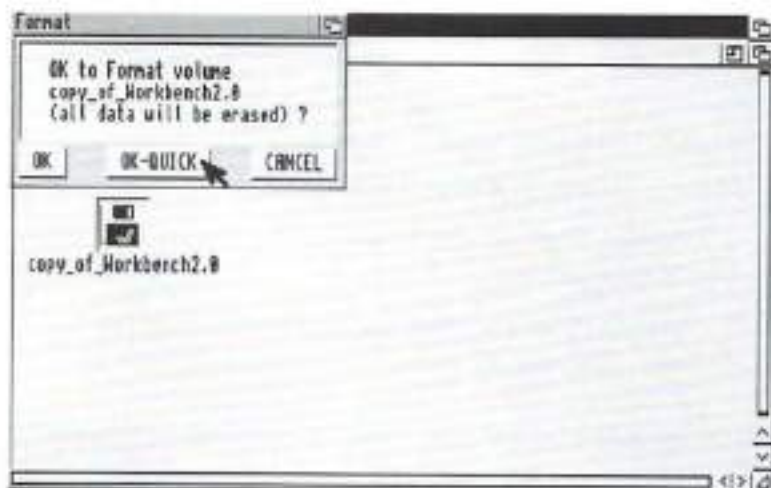 Format
OK to Format volume
copy_of_Workbench2.0
(all data will be erased) ?
OK
OK-QUICK
CANCEL
copy_of_Workbench2.0